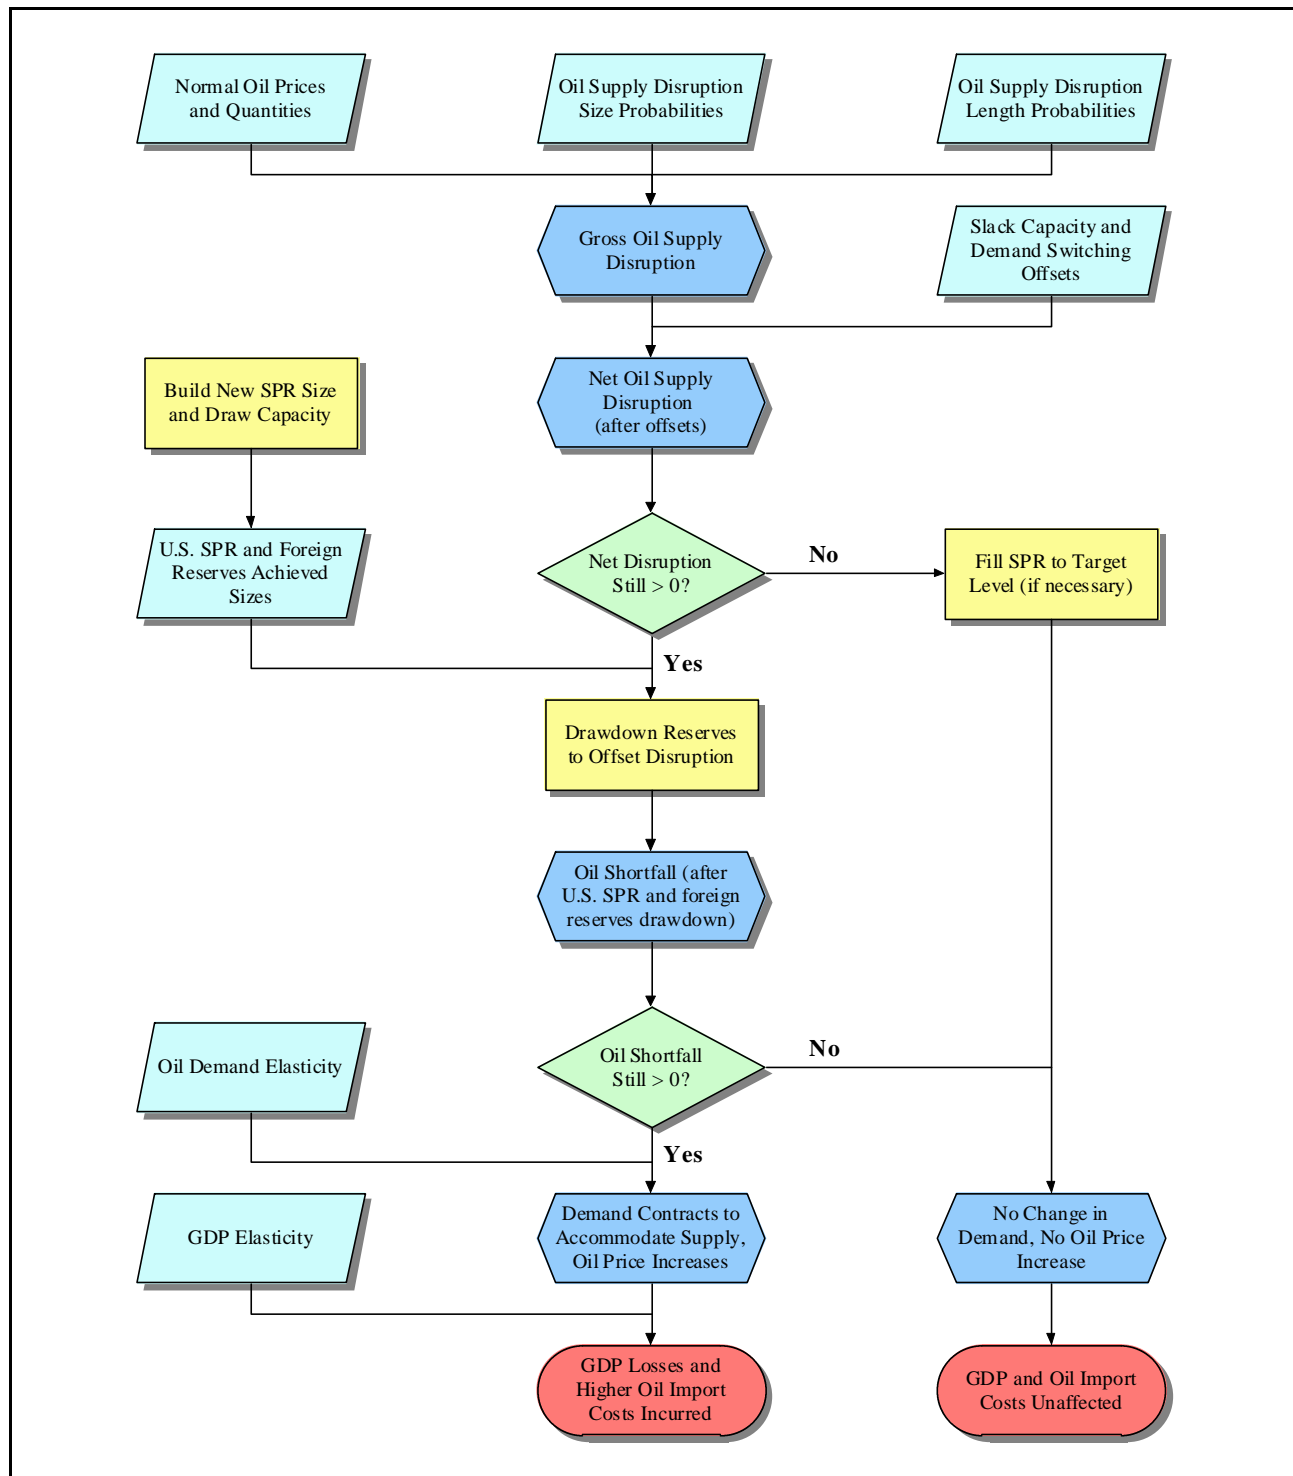 Normal Oil Prices
and Quantities
Oil Supply Disruption
Size Probabilities
Oil Supply Disruption
Length Probabilities
Gross Oil Supply
Disruption
Slack Capacity and
Demand Switching
Offsets
Build New SPR Size
and Draw Capacity
Net Oil Supply
Disruption
(after offsets)
U.S. SPR and Foreign
Reserves Achieved
Sizes
Net Disruption
Still > 0?
No
Fill SPR to Target
Level (if necessary)
Yes
Drawdown Reserves
to Offset Disruption
Oil Shortfall (after
U.S. SPR and foreign
reserves drawdown)
Oil Demand Elasticity
Oil Shortfall
Still > 0?
No
Yes
GDP Elasticity
Demand Contracts to
Accommodate Supply,
Oil Price Increases
No Change in
Demand, No Oil Price
Increase
GDP Losses and
Higher Oil Import
Costs Incurred
GDP and Oil Import
Costs Unaffected